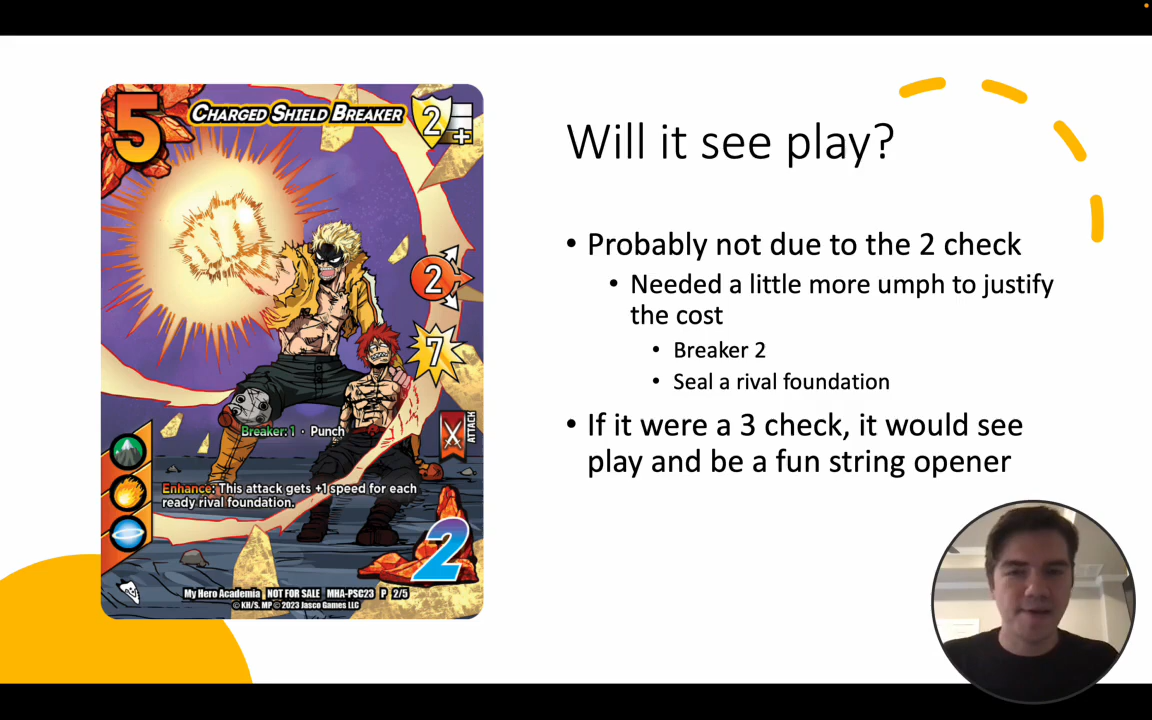 5
CHARGED SHIELD BREAKER
2
+
2
7
Breaker: 1 · Punch
ATTACK
Enhance: This attack gets +1 speed for each
ready rival foundation.
2
My Hero Academia NOT FOR SALE MHA-PSC23 P 2/5
© KH/S. MP © 2023 Jasco Games LLC
Will it see play?
• Probably not due to the 2 check
• Needed a little more umph to justify
the cost
• Breaker 2
• Seal a rival foundation
• If it were a 3 check, it would see
play and be a fun string opener